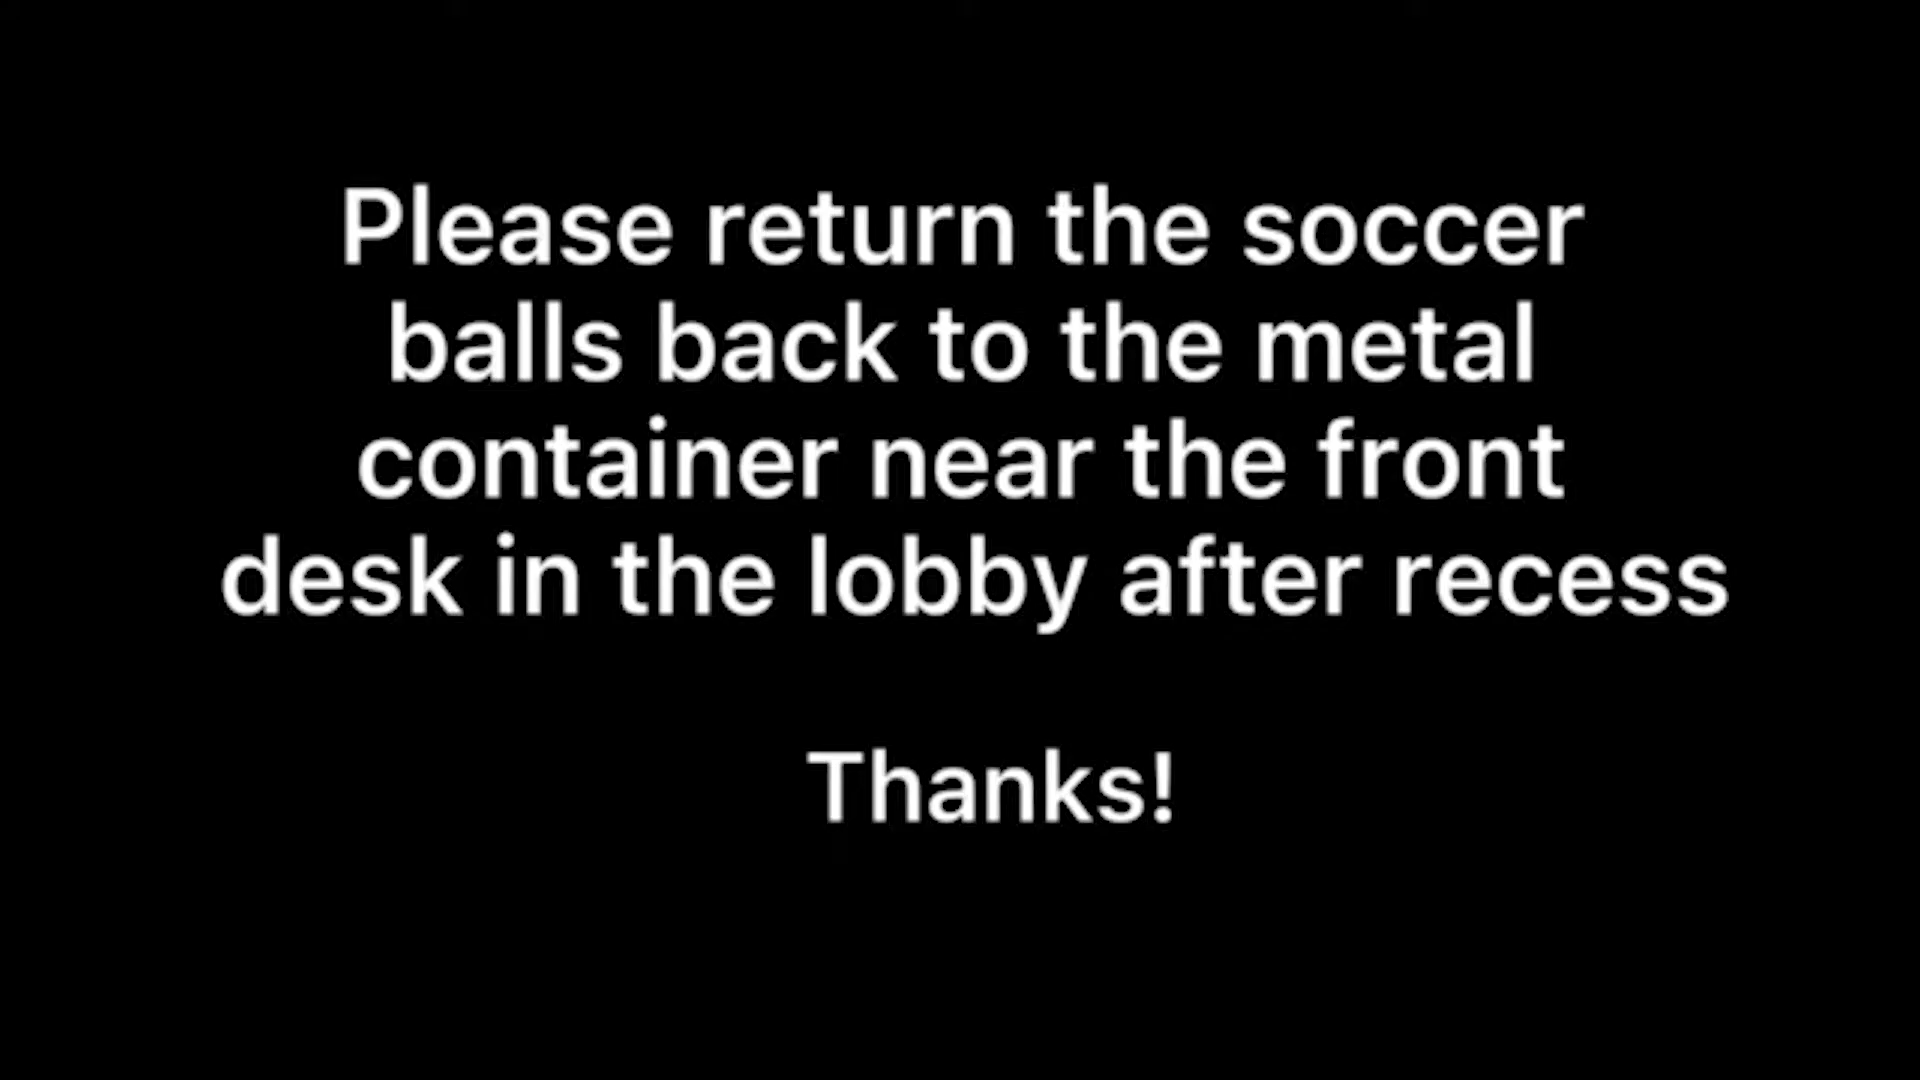 Please return the soccer
balls back to the metal
container near the front
desk in the lobby after recess
Thanks!